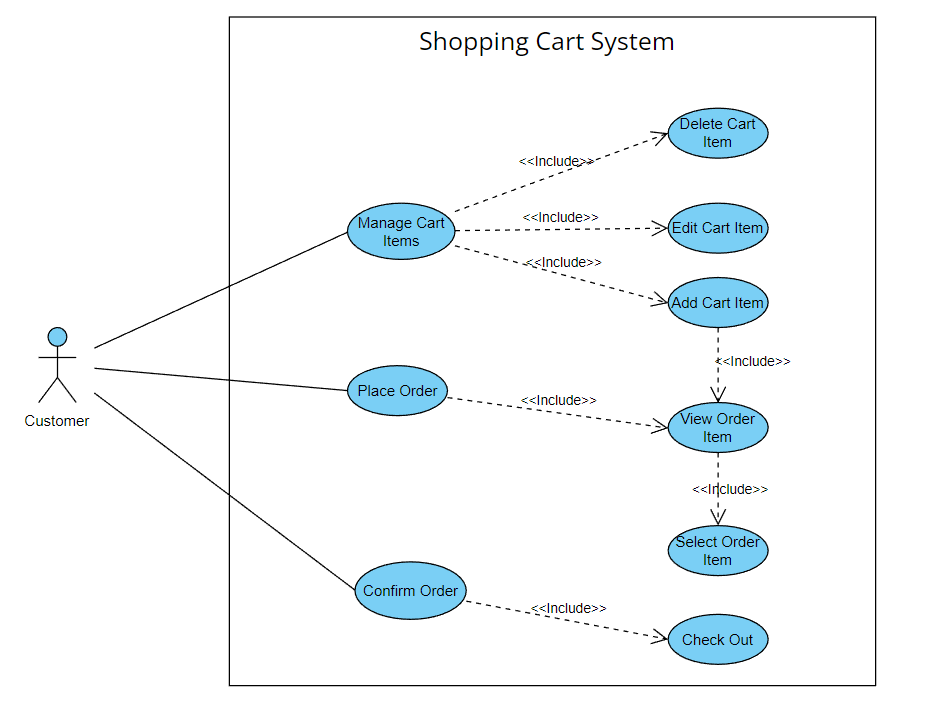 Shopping Cart System
Delete Cart
Item
<<Include>>
Manage Cart
Items
<<Include>>
Edit Cart Item
<<Include>>
Add Cart Item
<<Include>>
Customer
Place Order
<<Include>>
View Order
Item
<<Include>>
Select Order
Item
Confirm Order
<<Include>>
Check Out